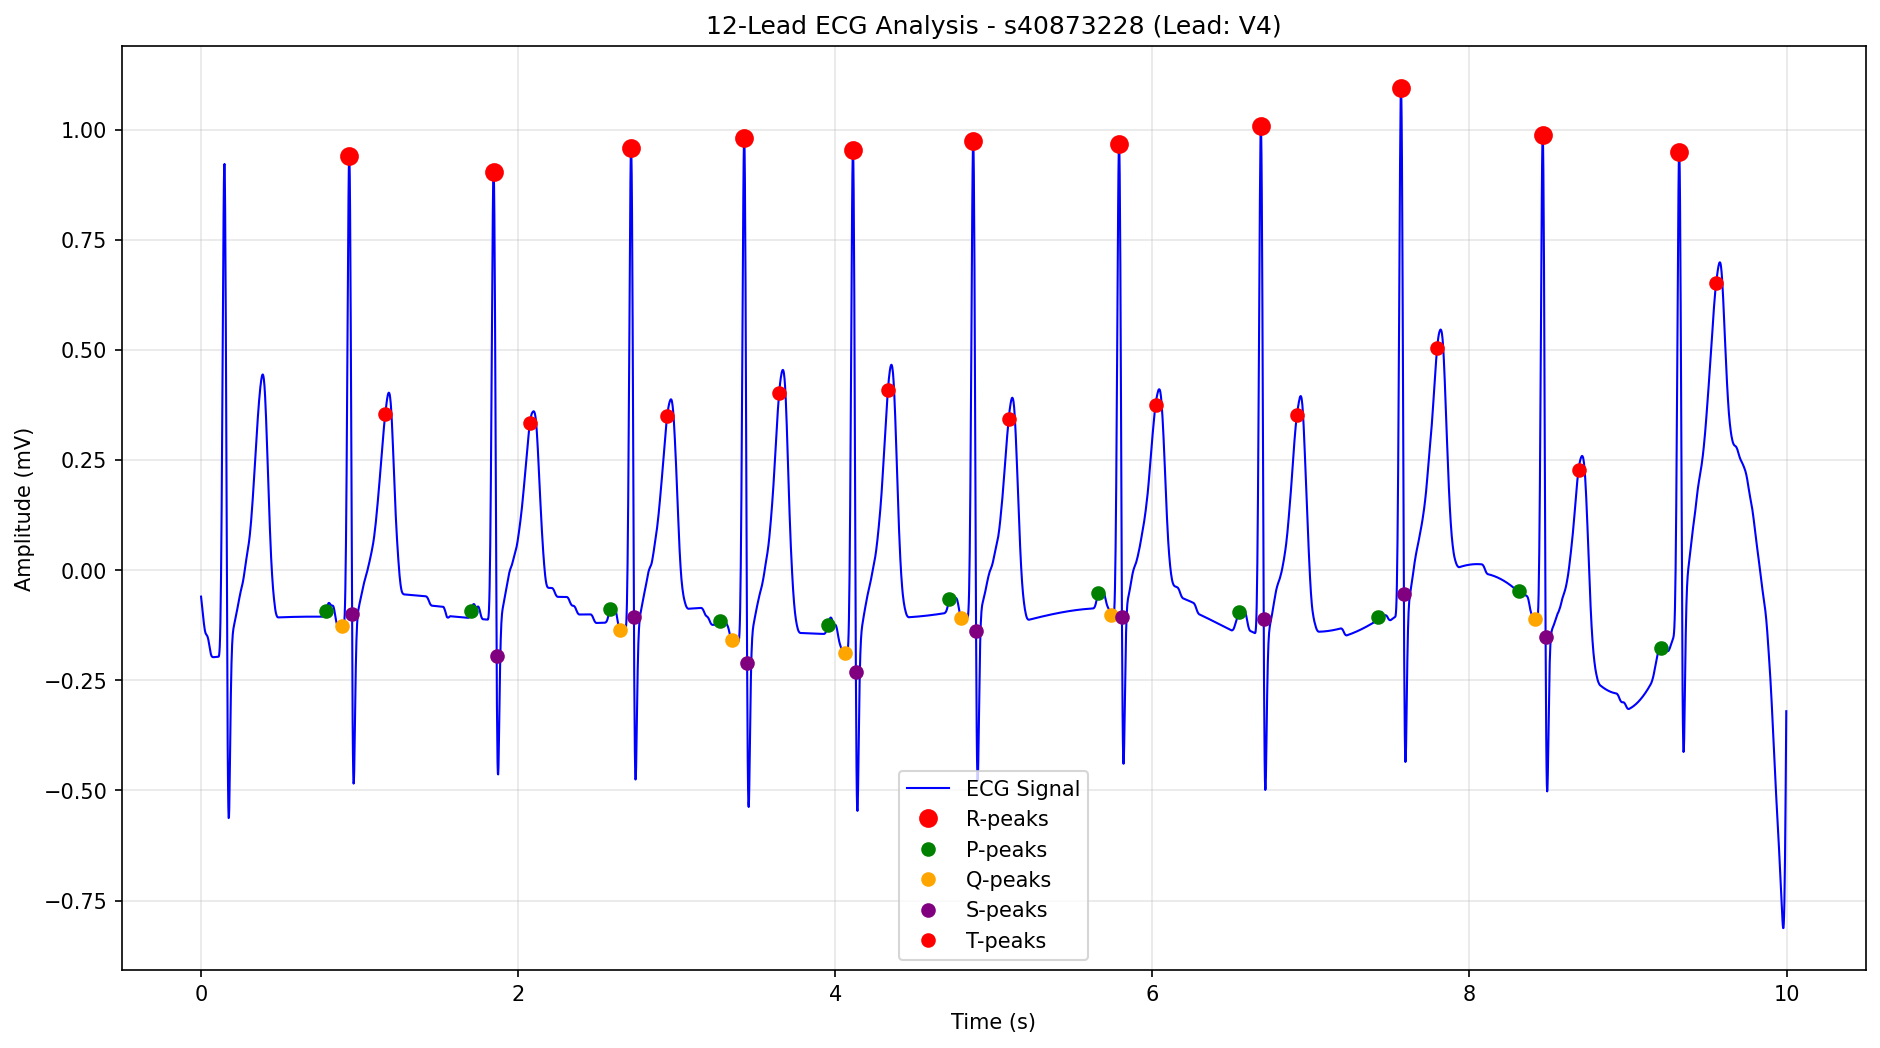 12-Lead ECG Analysis - s40873228 (Lead: V4)
Amplitude (mV)
1.00
0.75
0.50
0.25
0.00
−0.25
−0.50
−0.75
ECG Signal
R-peaks
P-peaks
Q-peaks
S-peaks
T-peaks
0 2 4 6 8 10
Time (s)